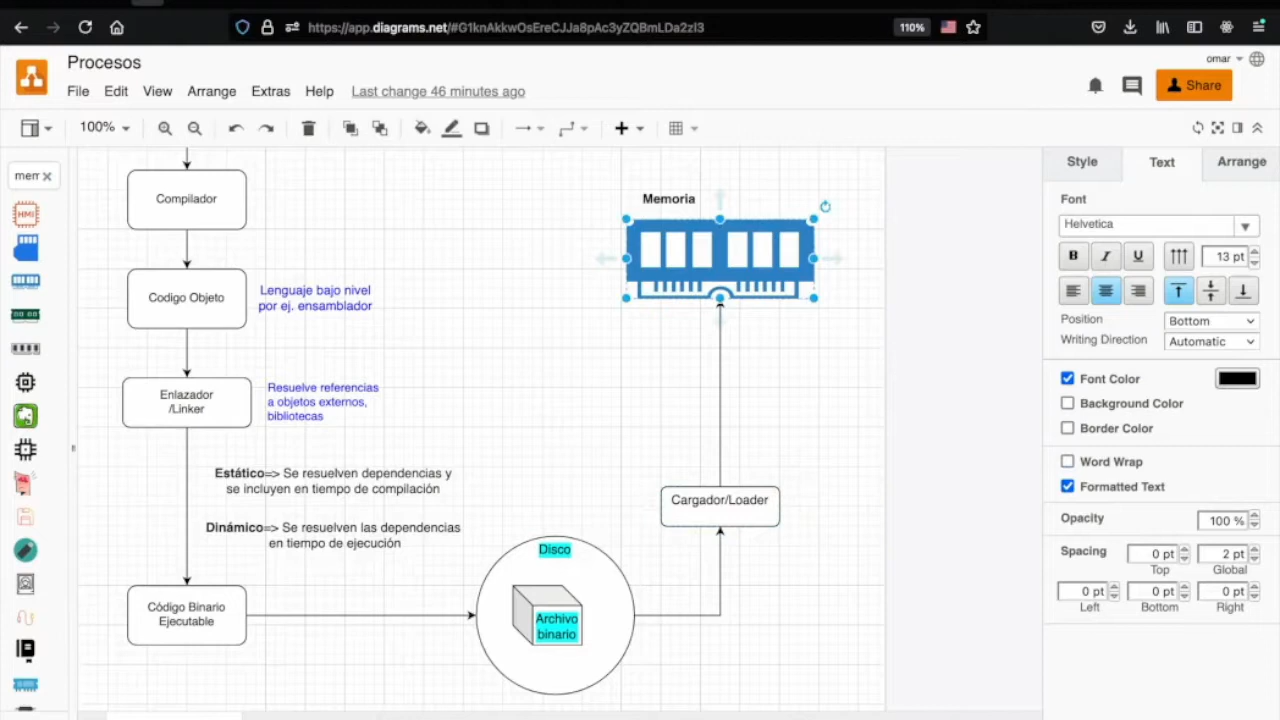 https://app.diagrams.net/#G1knAkkwOsEreCJJa8pAc3yZQBmLDa2zI3
110%
Procesos
omar
File Edit View Arrange Extras Help Last change 46 minutes ago
Share
100%
mem
Style Text Arrange
Compilador
Memoria
Font
Helvetica
HMI
B I U
13 pt
Codigo Objeto
Lenguaje bajo nivel
por ej. ensamblador
Position Bottom
Writing Direction Automatic
Enlazador
/Linker
Resuelve referencias
a objetos externos,
bibliotecas
Font Color
Background Color
Border Color
Estático=> Se resuelven dependencias y
se incluyen en tiempo de compilación
Word Wrap
Formatted Text
Cargador/Loader
Dinámico=> Se resuelven las dependencias
en tiempo de ejecución
Opacity 100 %
Disco
Spacing 0 pt 2 pt
Top Global
Código Binario
Ejecutable
Archivo
binario
0 pt 0 pt 0 pt
Left Bottom Right